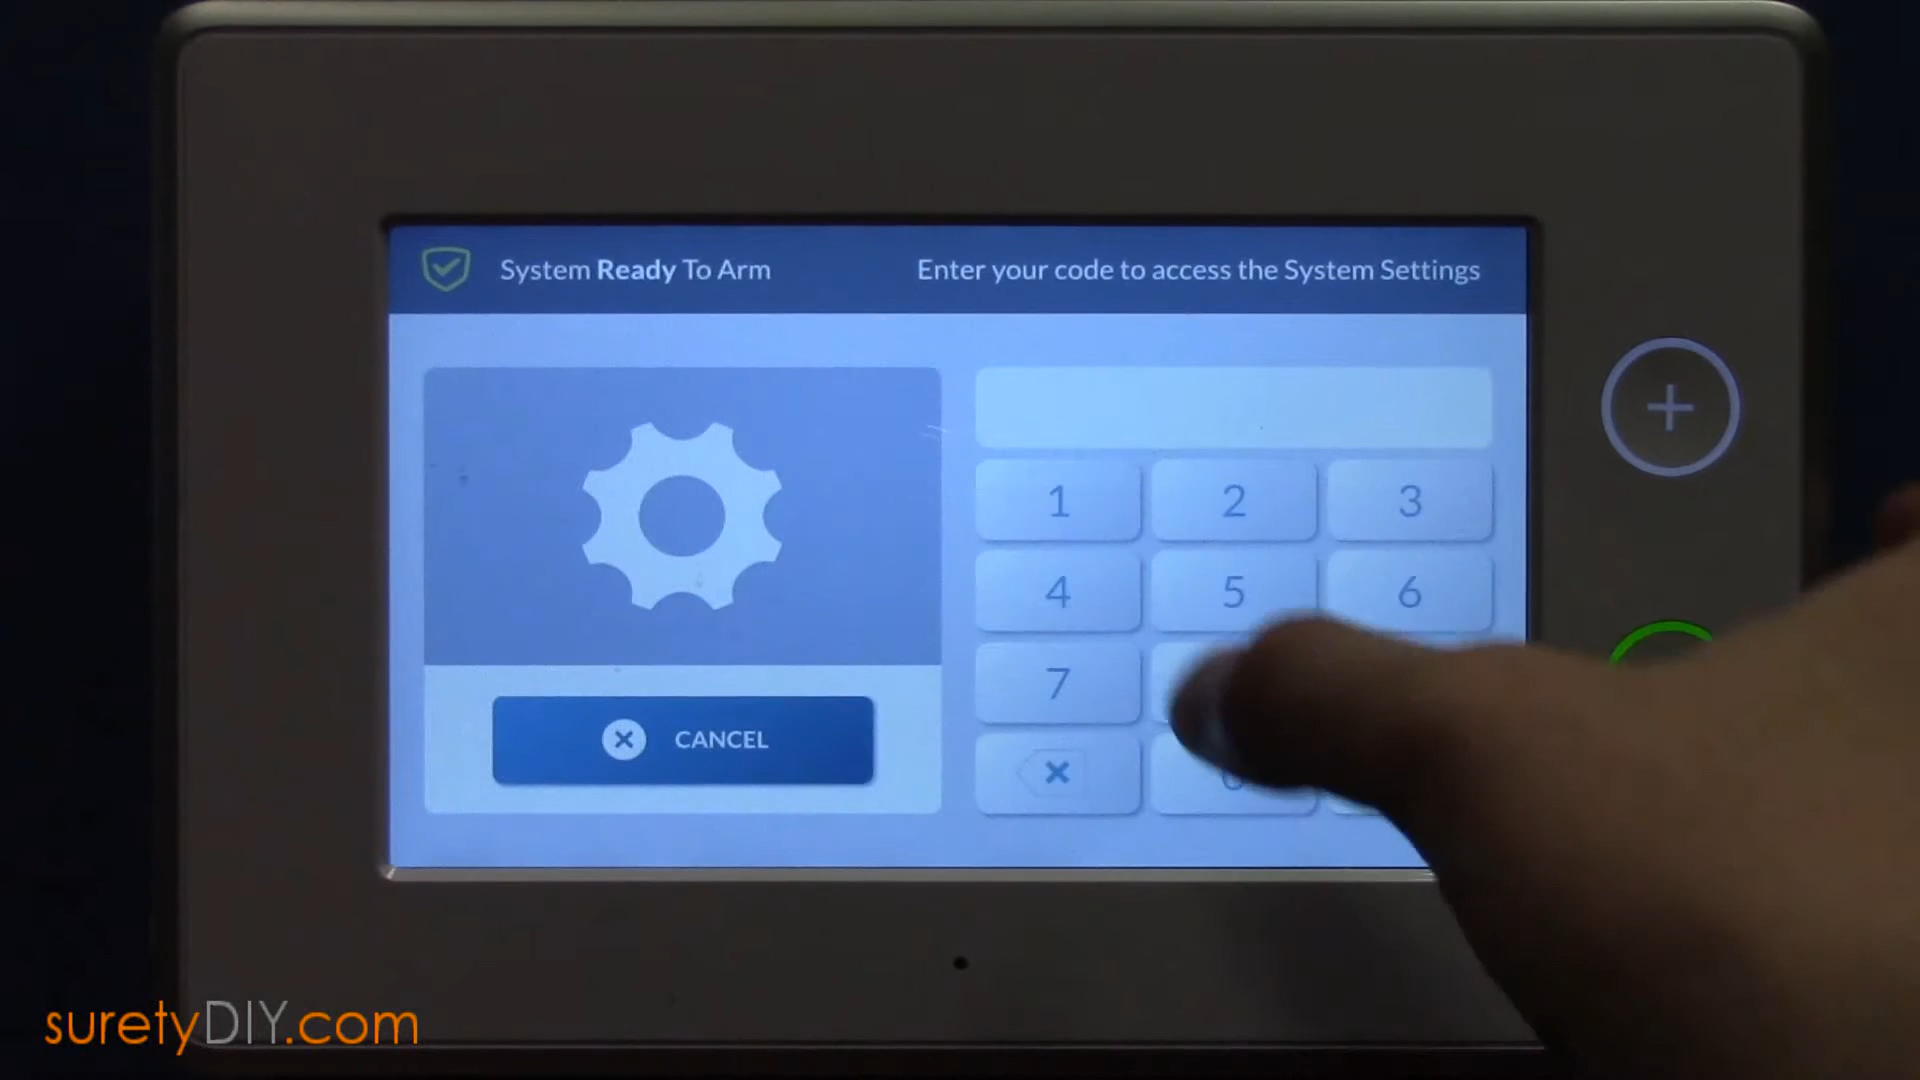 System Ready To Arm
Enter your code to access the System Settings
1 2 3
4 5 6
7
CANCEL
suretyDIY.com